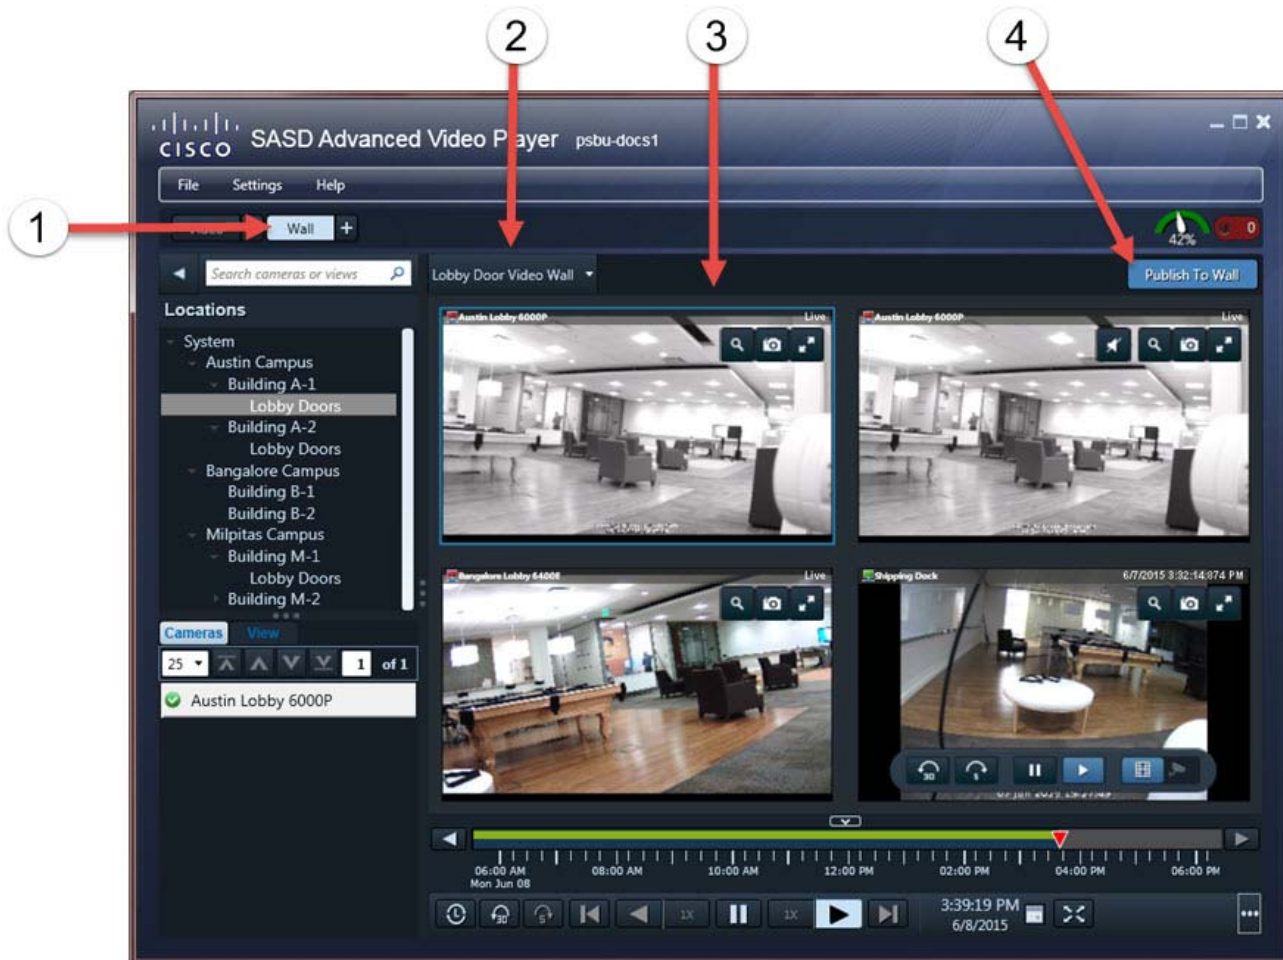 2
3
4
1
CISCO
SASD Advanced Video Player psbu-docs1
File Settings Help
Video Wall +
42%
0
Search cameras or views
Lobby Door Video Wall
Publish To Wall
Locations
System
Austin Campus
Building A-1
Lobby Doors
Building A-2
Lobby Doors
Bangalore Campus
Building B-1
Building B-2
Milpitas Campus
Building M-1
Lobby Doors
Building M-2
Cameras View
25 1 of 1
Austin Lobby 6000P
Austin Lobby 6000P Live
Austin Lobby 6000P Live
Bangalore Lobby 6400E Live
Shipping Dock 6/7/2015 3:32:14:874 PM
30 5
06:00 AM 08:00 AM 10:00 AM 12:00 PM 02:00 PM 04:00 PM 06:00 PM
Mon Jun 08
30 5 1X 1X
3:39:19 PM
6/8/2015